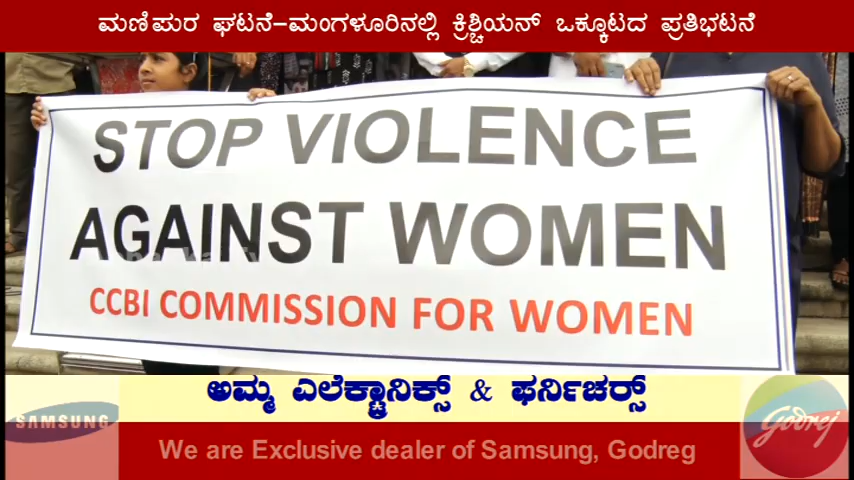 ಮಣಿಪುರ ಘಟನೆ-ಮಂಗಳೂರಿನಲ್ಲಿ ಕ್ರಿಶ್ಚಿಯನ್ ಒಕ್ಕೂಟದ ಪ್ರತಿಭಟನೆ
STOP VIOLENCE
AGAINST WOMEN
CCBI COMMISSION FOR WOMEN
ಅಮ್ಮ ಎಲೆಕ್ಟ್ರಾನಿಕ್ಸ್ & ಫರ್ನಿಚರ್ಸ್
SAMSUNG
Godrej
We are Exclusive dealer of Samsung, Godreg